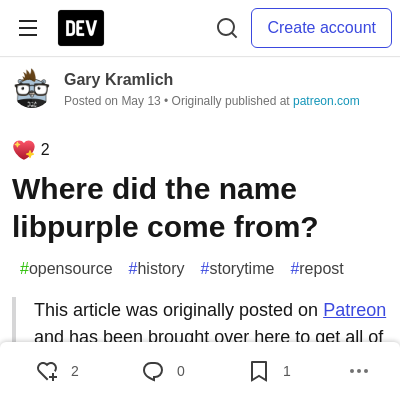 DEV
Create account
Gary Kramlich
Posted on May 13 • Originally published at patreon.com
2
Where did the name
libpurple come from?
#opensource #history #storytime #repost
This article was originally posted on Patreon
and has been brought over here to get all of
2 0 1